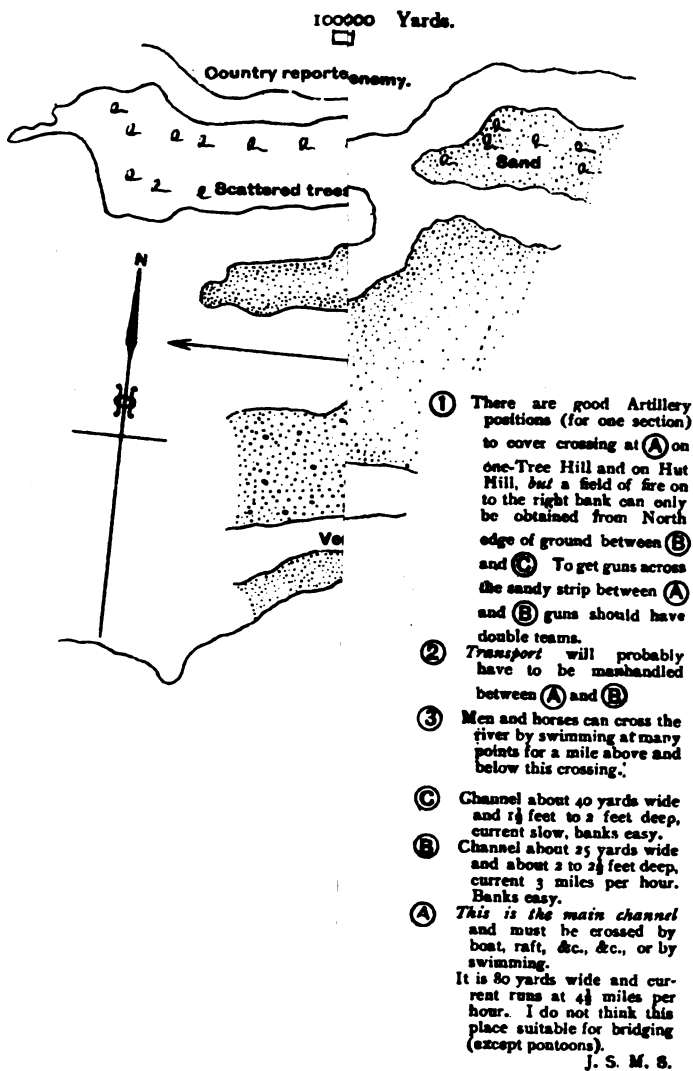 100000 Yards.
Country reporte enemy.
Sand
Scattered trees
N
① There are good Artillery
positions (for one section)
to cover crossing at Ⓐ on
one-Tree Hill and on Hut
Hill, but a field of fire on
to the right bank can only
be obtained from North
edge of ground between Ⓑ
and Ⓒ To get guns across
the sandy strip between Ⓐ
and Ⓑ guns should have
double teams.
② Transport will probably
have to be manhandled
between Ⓐ and Ⓑ
③ Men and horses can cross the
river by swimming at many
points for a mile above and
below this crossing.
Ⓒ Channel about 40 yards wide
and 1½ feet to 2 feet deep,
current slow, banks easy.
Ⓑ Channel about 25 yards wide
and about 2 to 2½ feet deep,
current 3 miles per hour.
Banks easy.
Ⓐ This is the main channel
and must be crossed by
boat, raft, &c., &c., or by
swimming.
It is 80 yards wide and cur-
rent runs at 4½ miles per
hour. I do not think this
place suitable for bridging
(except pontoons).
J. S. M. S.